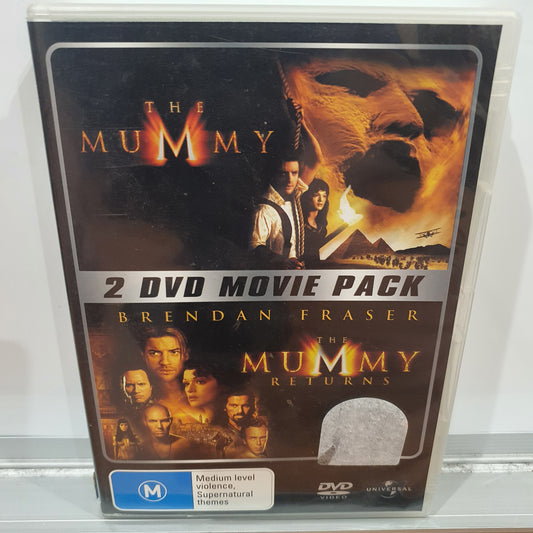 THE
MUMMY
2 DVD MOVIE PACK
BRENDAN FRASER
THE
MUMMY
RETURNS
M
Medium level
violence,
Supernatural
themes
DVD
VIDEO
UNIVERSAL